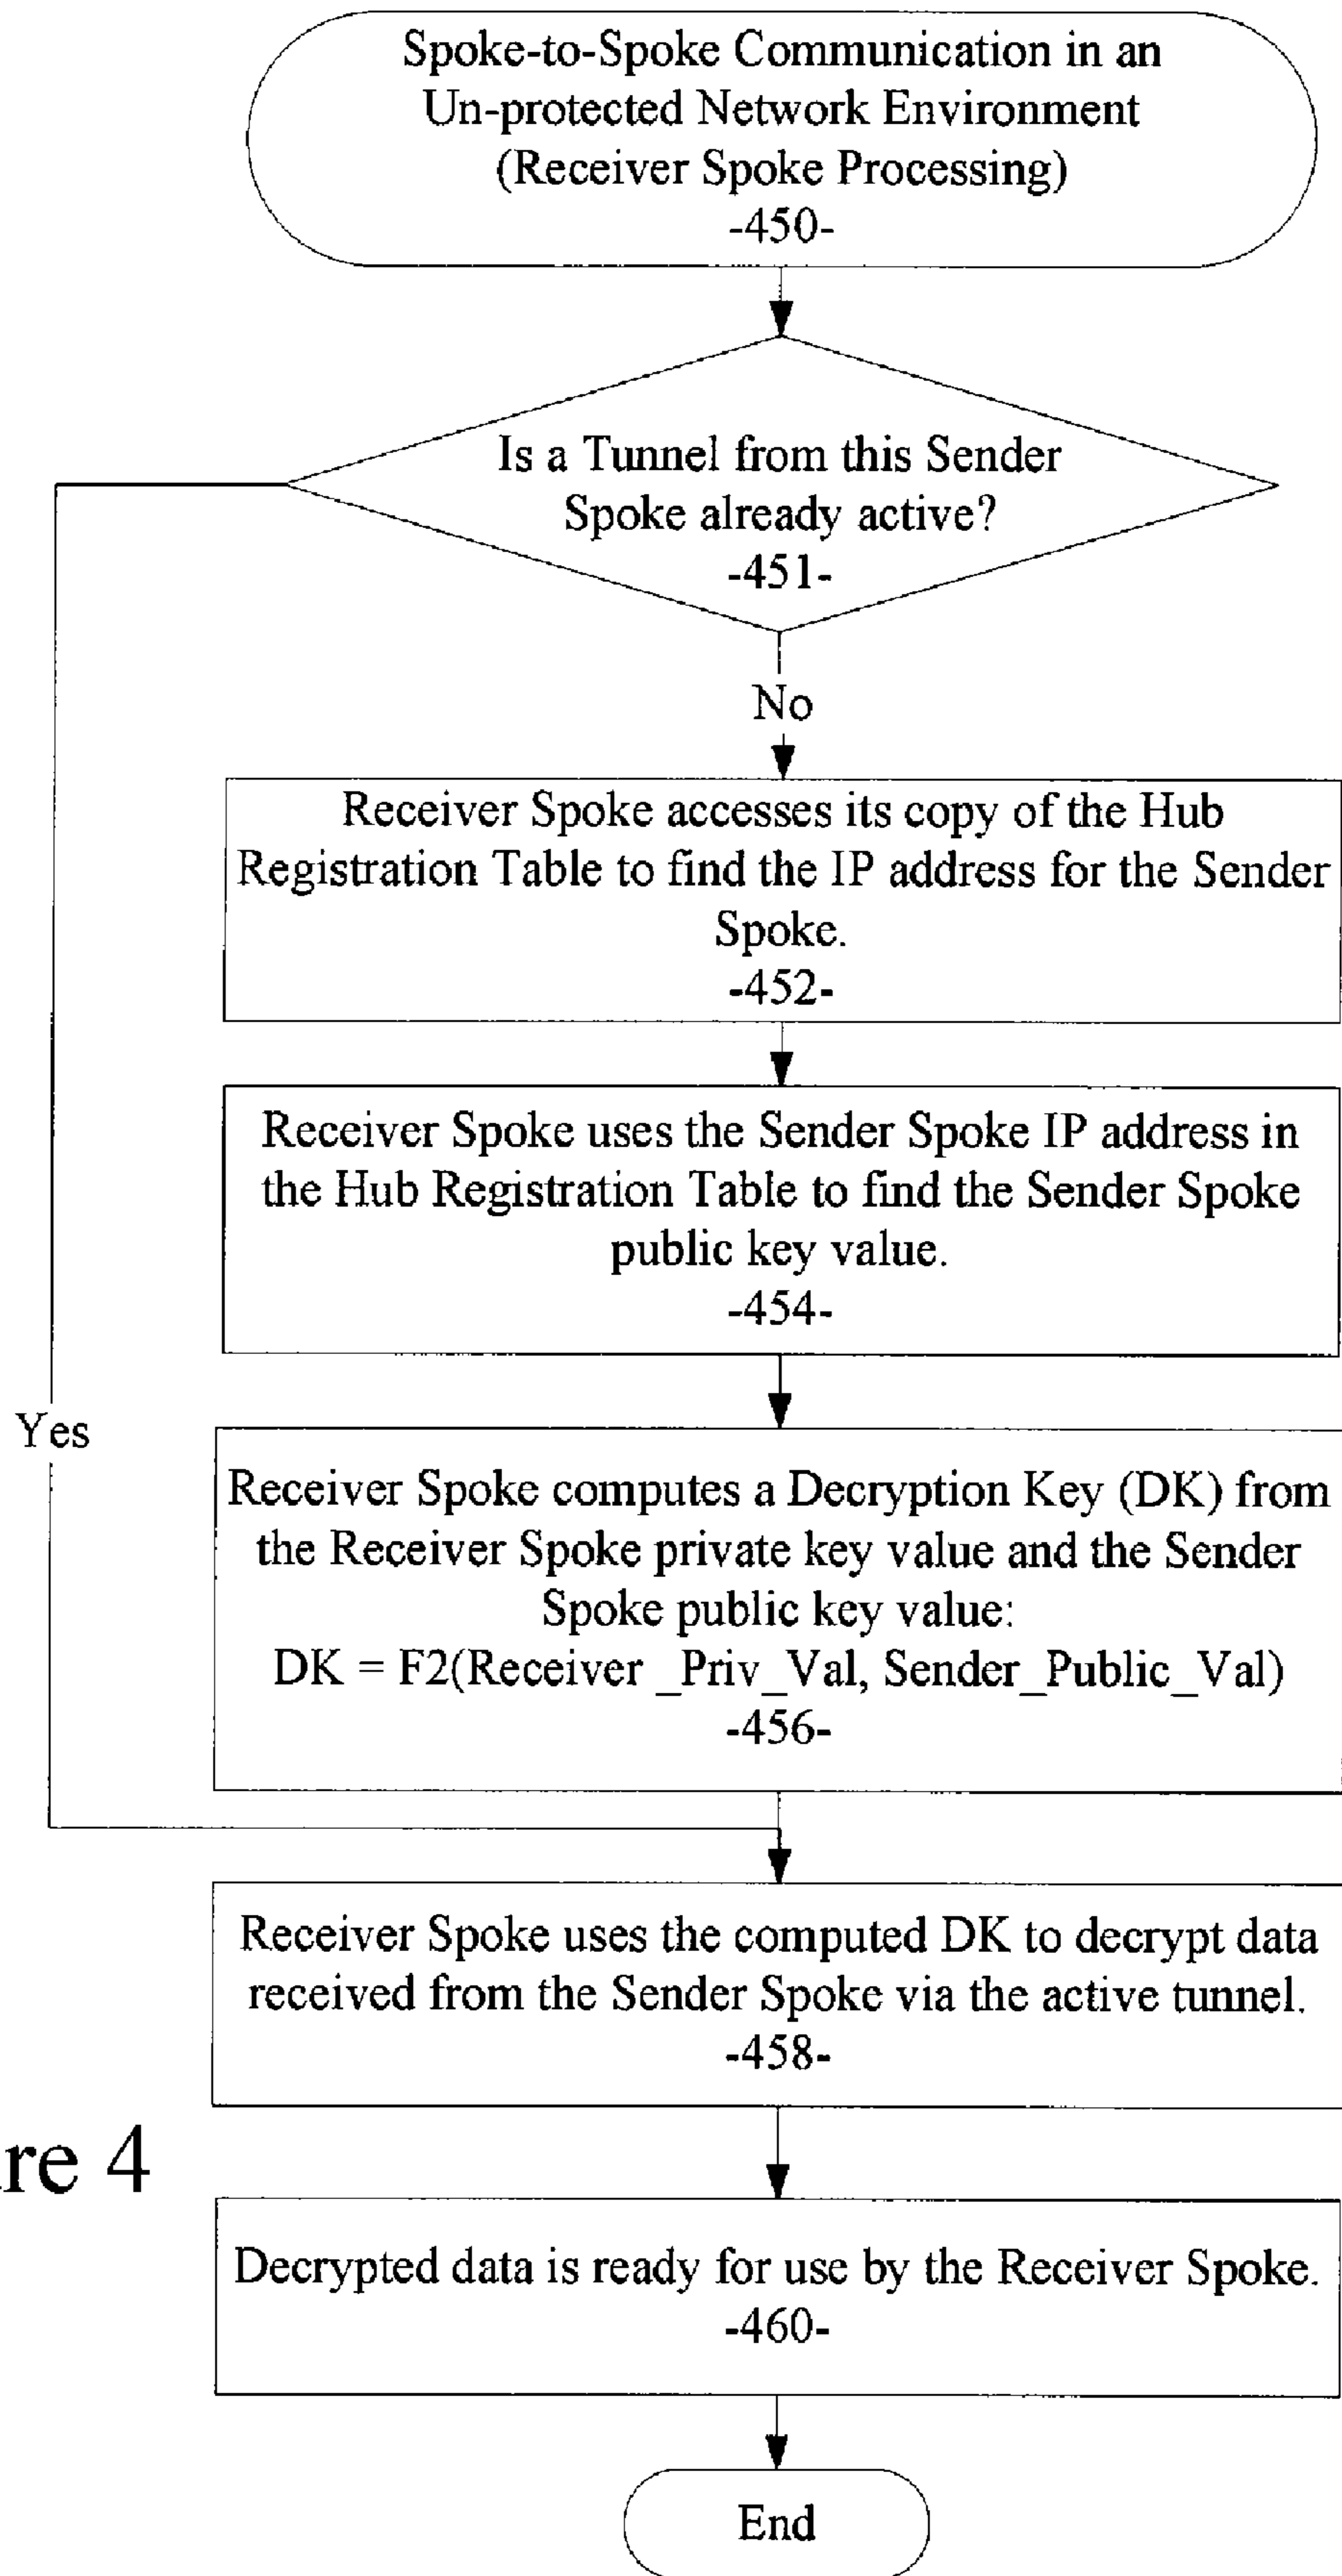 Spoke-to-Spoke Communication in an
Un-protected Network Environment
(Receiver Spoke Processing)
-450-
Is a Tunnel from this Sender
Spoke already active?
-451-
No
Receiver Spoke accesses its copy of the Hub
Registration Table to find the IP address for the Sender
Spoke.
-452-
Receiver Spoke uses the Sender Spoke IP address in
the Hub Registration Table to find the Sender Spoke
public key value.
-454-
Yes
Receiver Spoke computes a Decryption Key (DK) from
the Receiver Spoke private key value and the Sender
Spoke public key value:
DK = F2(Receiver _Priv_Val, Sender_Public_Val)
-456-
Receiver Spoke uses the computed DK to decrypt data
received from the Sender Spoke via the active tunnel.
-458-
re 4
Decrypted data is ready for use by the Receiver Spoke.
-460-
End